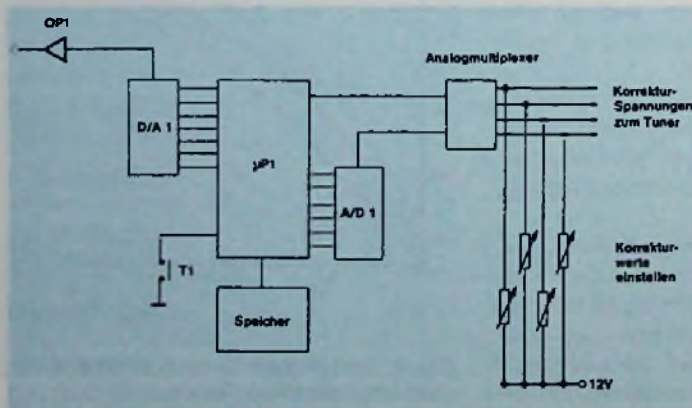 OP1
Analogmultiplexer
D/A 1
µP1
A/D 1
Korrektur-
Spannungen
zum Tuner
T1
Speicher
Korrektur-
werte
einstellen
12V